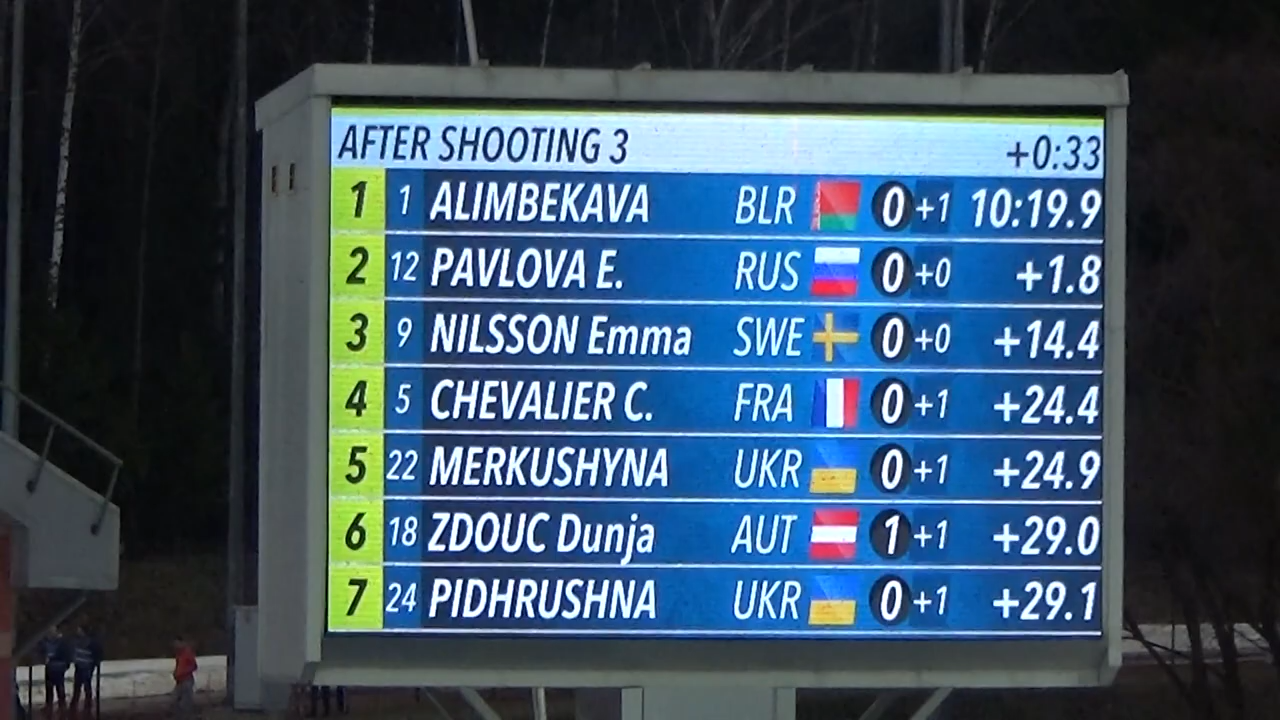 AFTER SHOOTING 3 +0:33
1 1 ALIMBEKAVA BLR 0 +1 10:19.9
2 12 PAVLOVA E. RUS 0 +0 +1.8
3 9 NILSSON Emma SWE 0 +0 +14.4
4 5 CHEVALIER C. FRA 0 +1 +24.4
5 22 MERKUSHYNA UKR 0 +1 +24.9
6 18 ZDOUC Dunja AUT 1 +1 +29.0
7 24 PIDHRUSHNA UKR 0 +1 +29.1